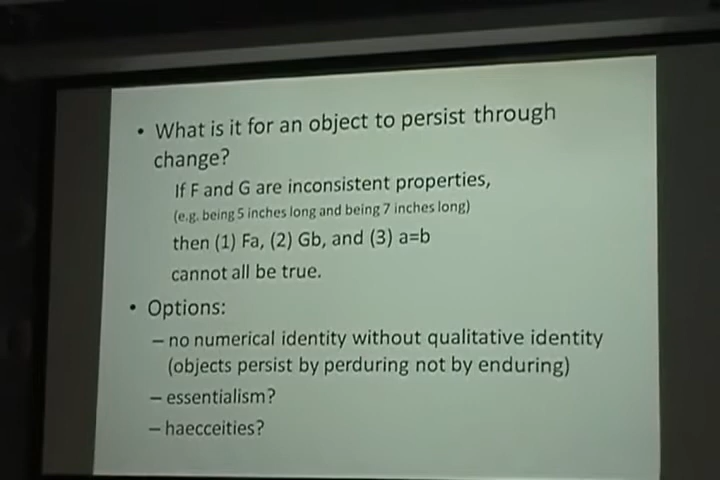 • What is it for an object to persist through
change?
If F and G are inconsistent properties,
(e.g. being 5 inches long and being 7 inches long)
then (1) Fa, (2) Gb, and (3) a=b
cannot all be true.
• Options:
– no numerical identity without qualitative identity
(objects persist by perduring not by enduring)
– essentialism?
– haecceities?